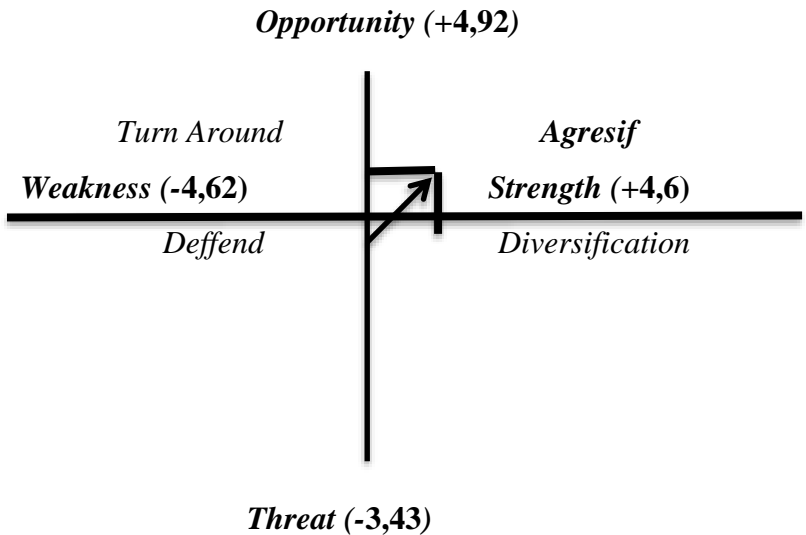 Opportunity (+4,92)
Turn Around
Agresif
Weakness (-4,62)
Strength (+4,6)
Deffend
Diversification
Threat (-3,43)